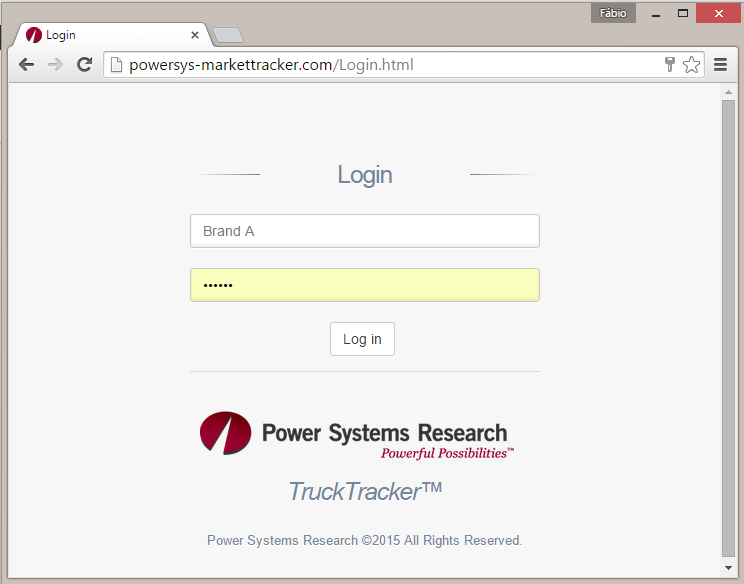 Fábio
Login
powersys-markettracker.com/Login.html
Login
Brand A
••••••
Log in
Power Systems Research
Powerful Possibilities™
TruckTracker™
Power Systems Research ©2015 All Rights Reserved.